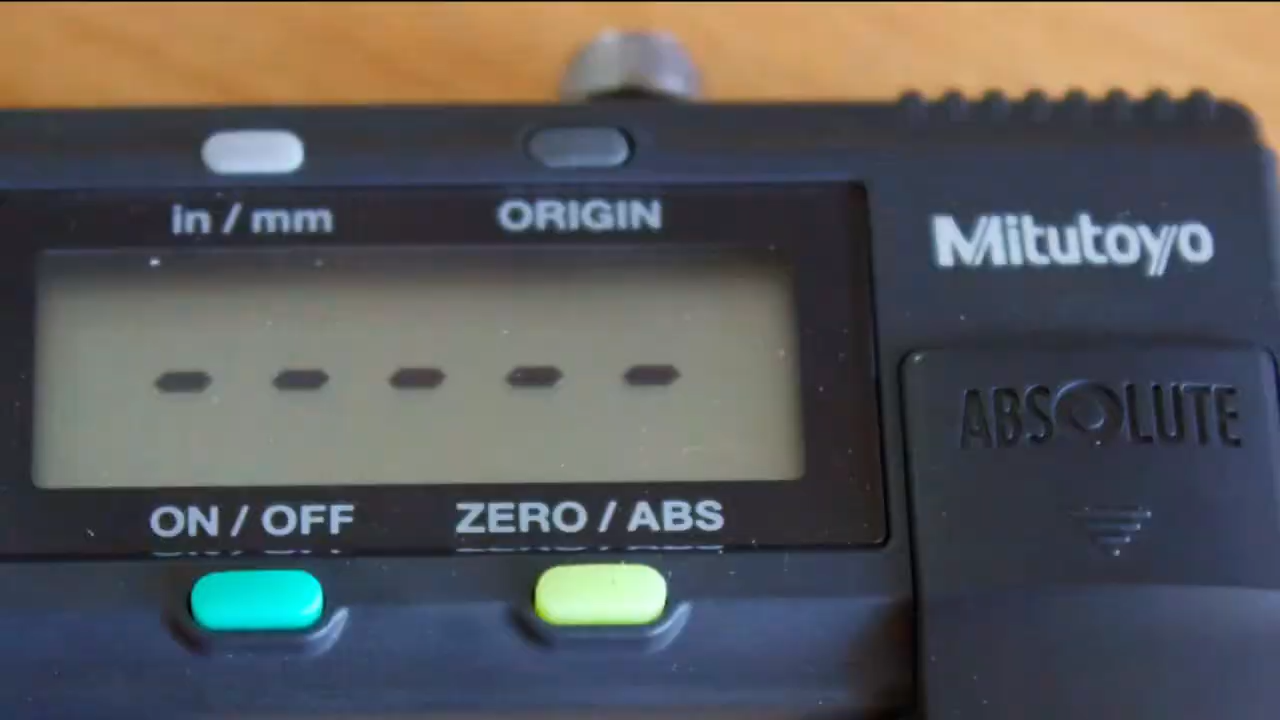 in / mm
ORIGIN
Mitutoyo
- - - - -
ABSOLUTE
ON / OFF
ZERO / ABS